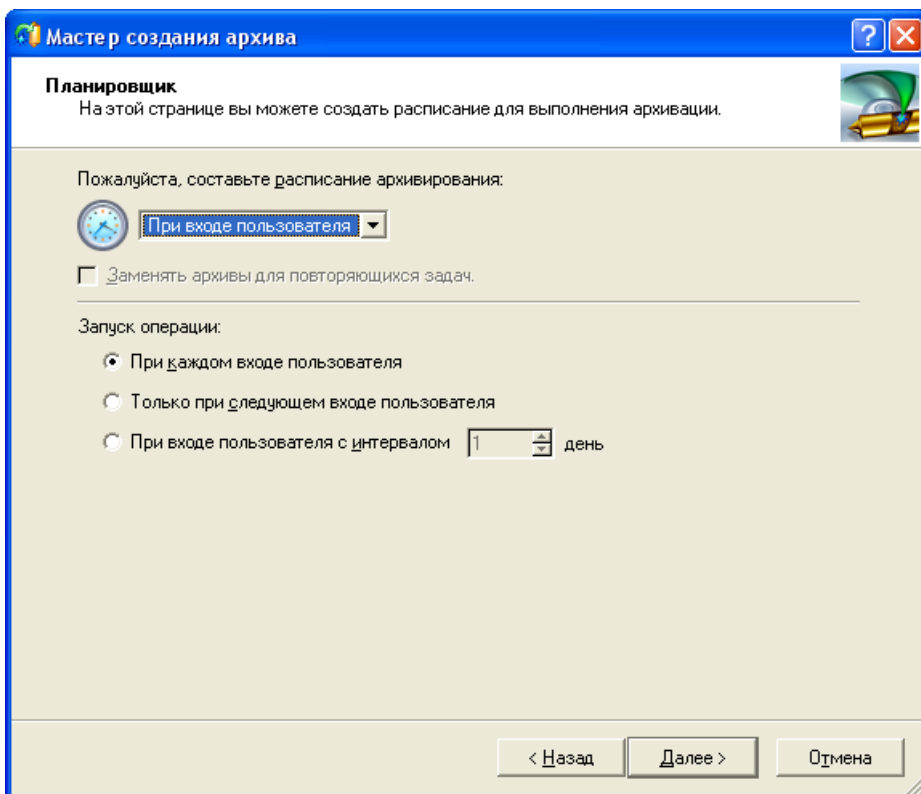 Мастер создания архива
Планировщик
На этой странице вы можете создать расписание для выполнения архивации.
Пожалуйста, составьте расписание архивирования:
При входе пользователя
Заменять архивы для повторяющихся задач.
Запуск операции:
При каждом входе пользователя
Только при следующем входе пользователя
При входе пользователя с интервалом 1 день
< Назад Далее > Отмена